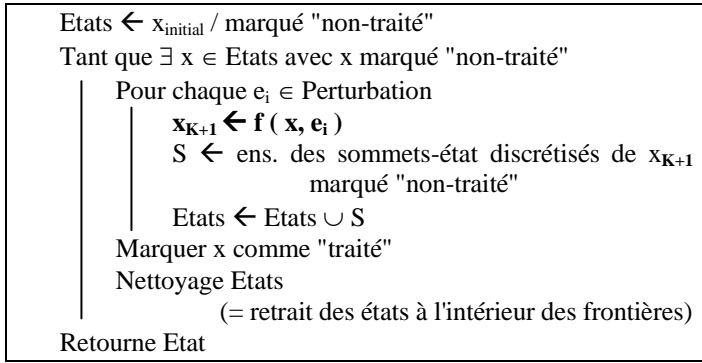 Etats ← x_initial / marqué "non-traité"
Tant que ∃ x ∈ Etats avec x marqué "non-traité"
Pour chaque e_i ∈ Perturbation
x_K+1 ← f ( x, e_i )
S ← ens. des sommets-état discrétisés de x_K+1
marqué "non-traité"
Etats ← Etats ∪ S
Marquer x comme "traité"
Nettoyage Etats
(= retrait des états à l'intérieur des frontières)
Retourne Etat